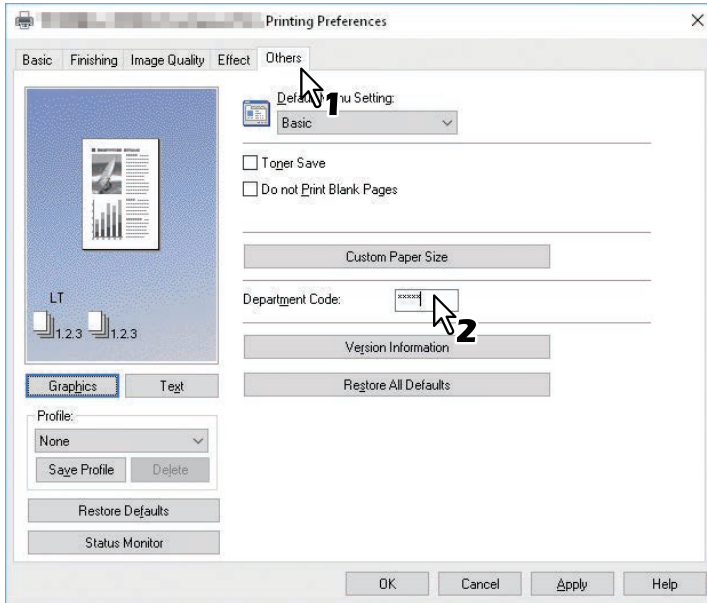 Printing Preferences
Basic Finishing Image Quality Effect Others
1
Menu Setting:
Basic
Toner Save
Do not Print Blank Pages
Custom Paper Size
LT
Department Code: xxxxx
2
1.2.3 1.2.3
Version Information
Graphics Text
Restore All Defaults
Profile:
None
Save Profile Delete
Restore Defaults
Status Monitor
OK Cancel Apply Help